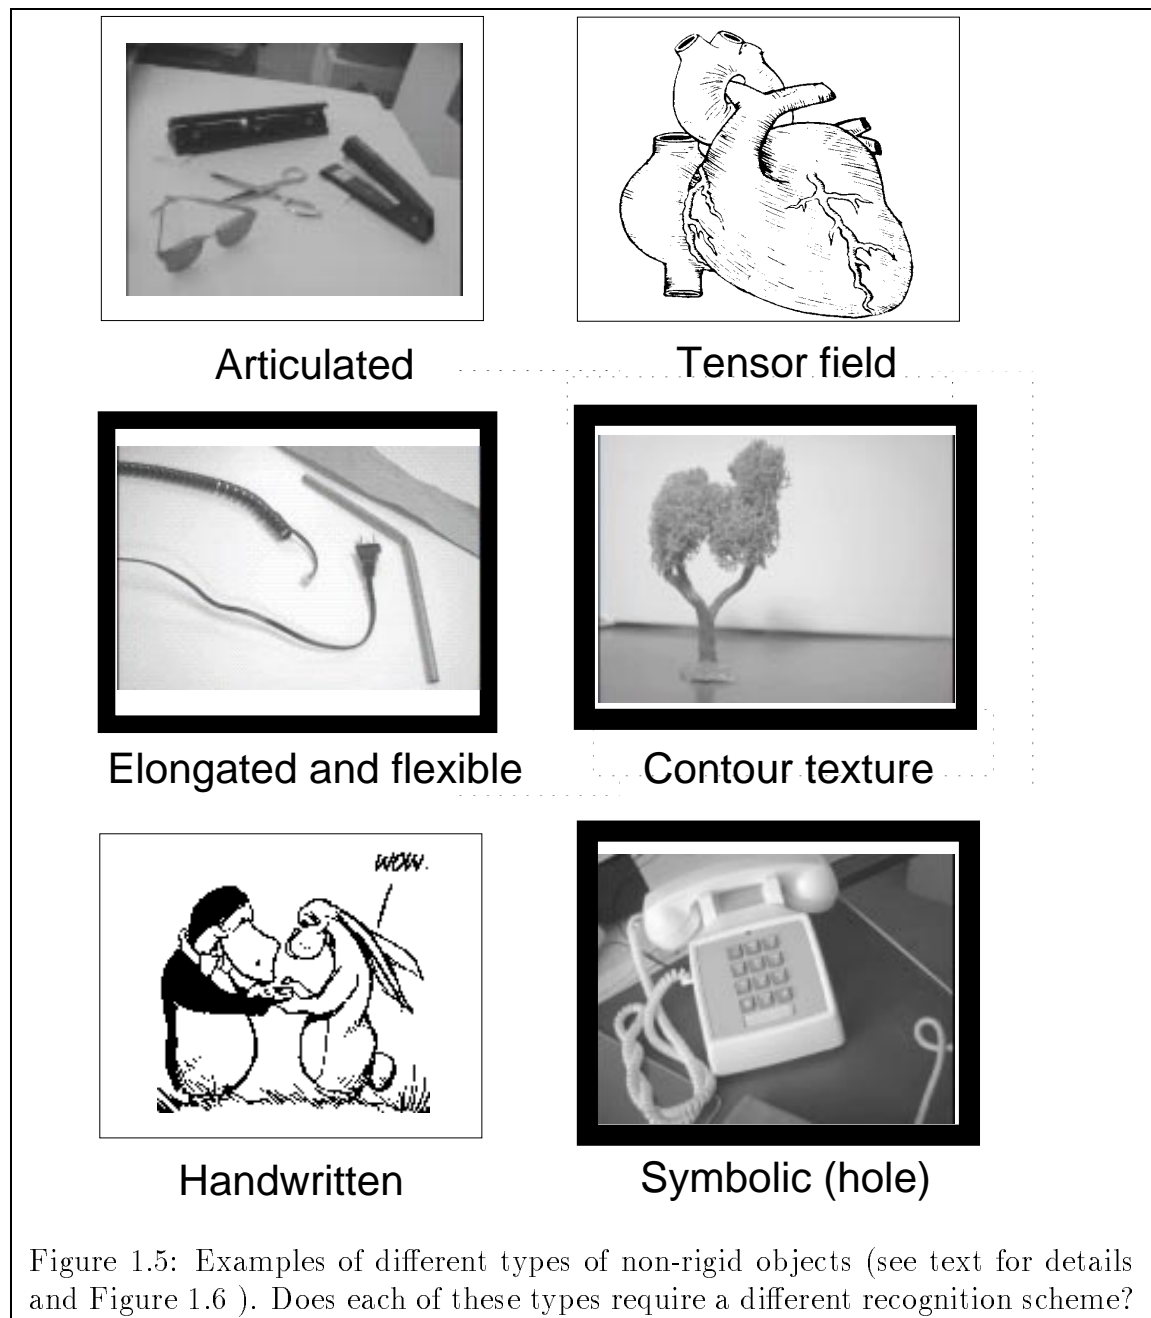 Articulated
Tensor field
Elongated and flexible
Contour texture
WOW.
Handwritten
Symbolic (hole)
Figure 1.5: Examples of different types of non-rigid objects (see text for details
and Figure 1.6 ). Does each of these types require a different recognition scheme?